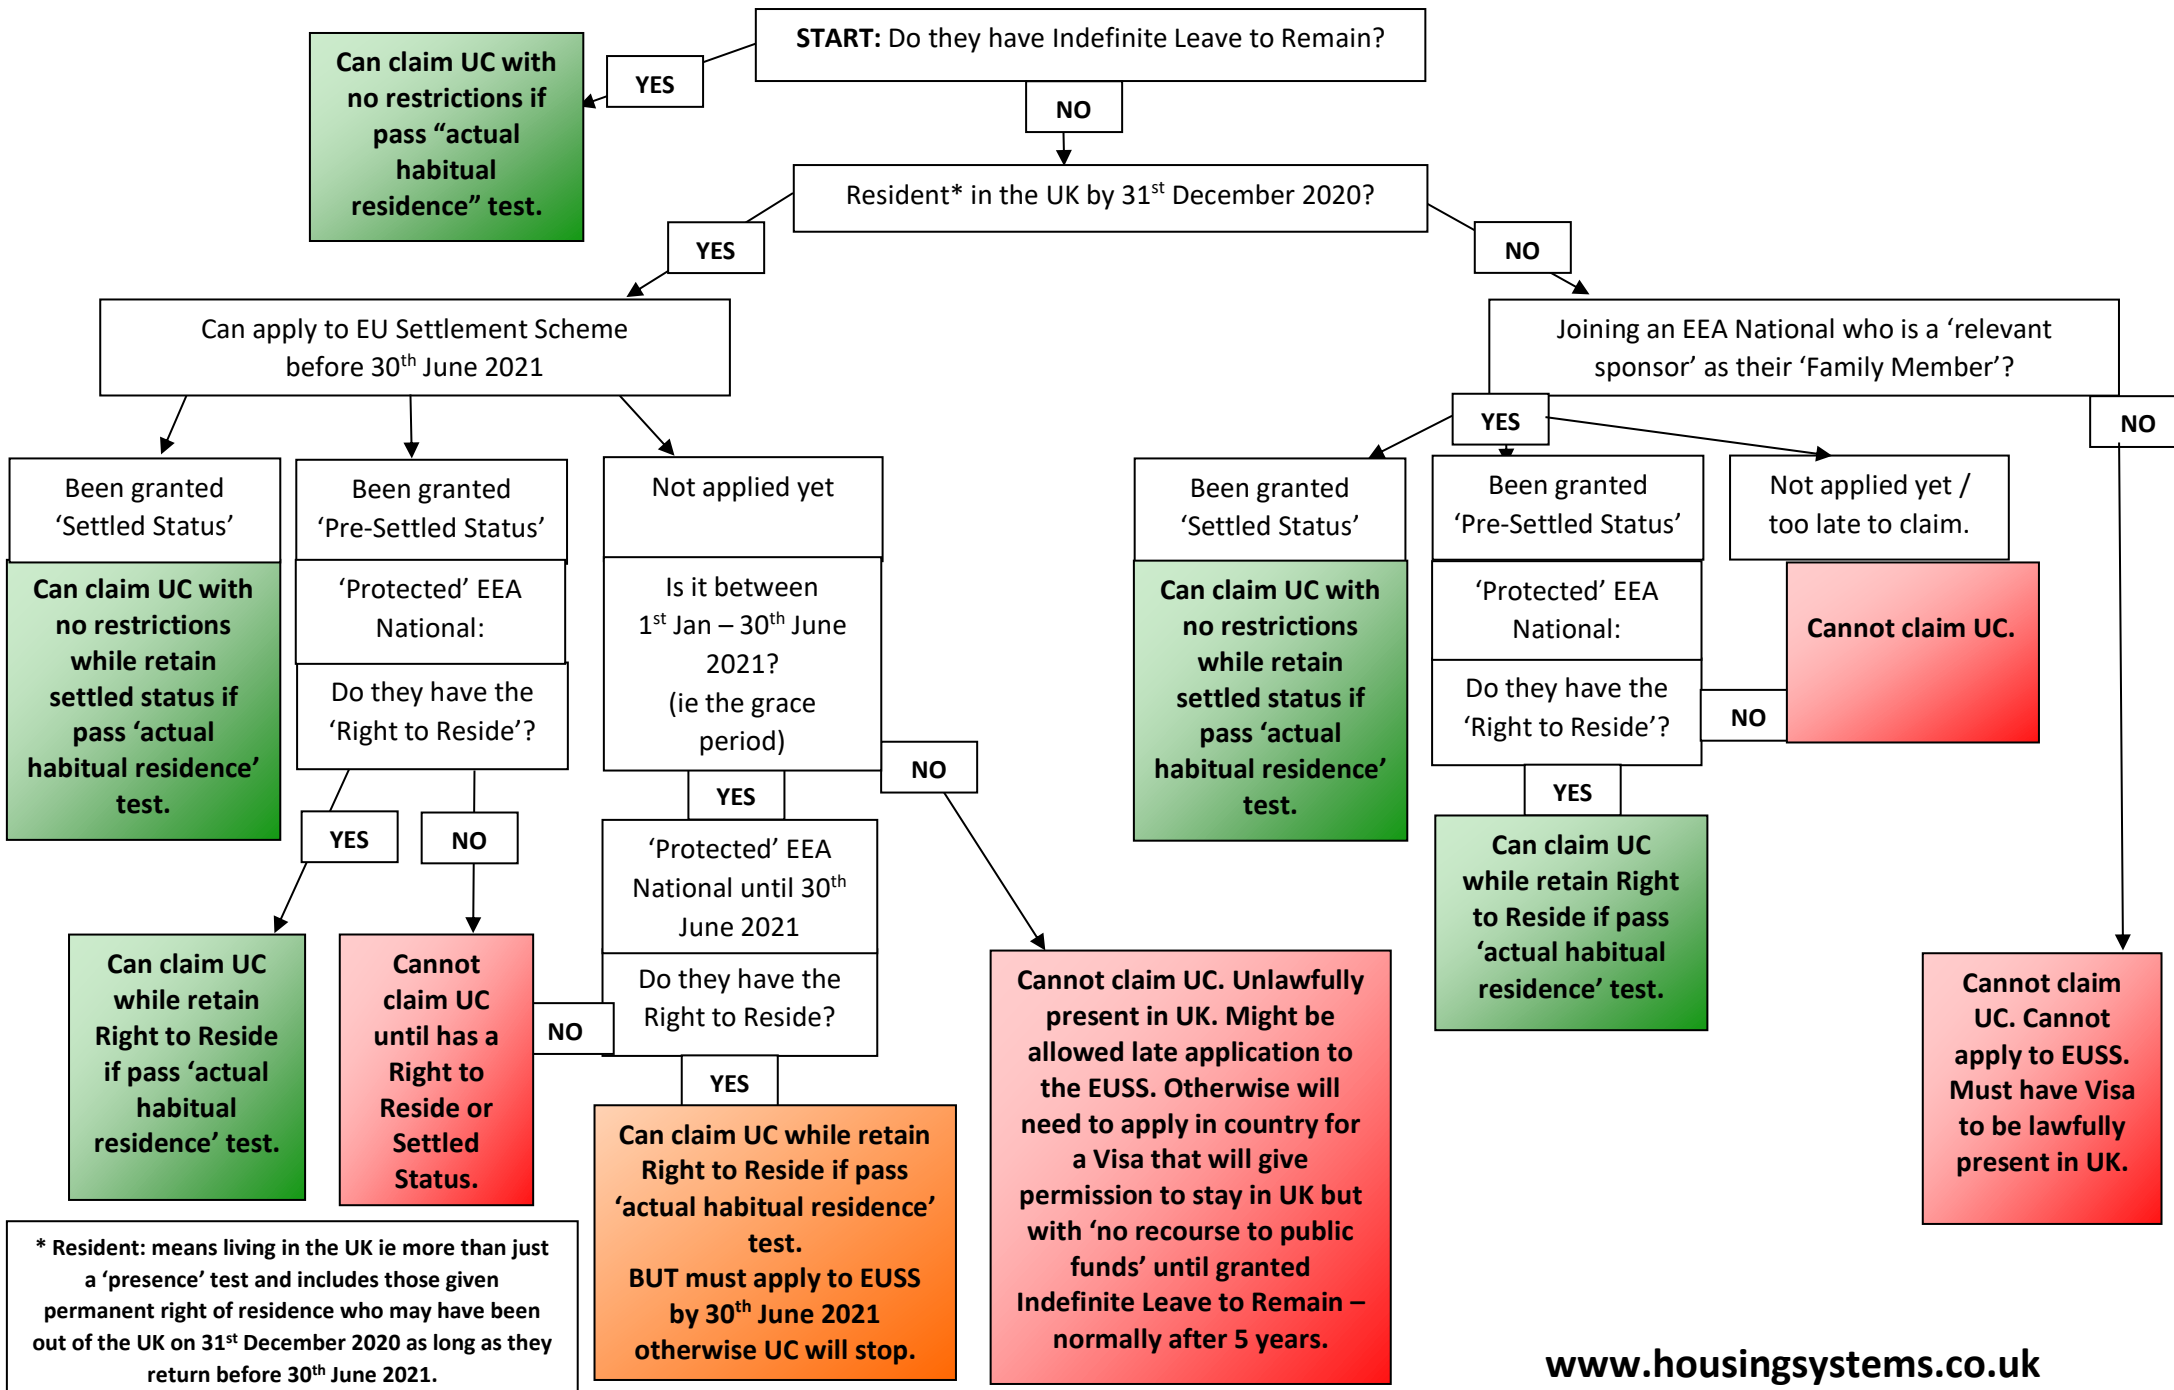 START: Do they have Indefinite Leave to Remain?
YES
NO
Can claim UC with
no restrictions if
pass “actual
habitual
residence” test.
Resident* in the UK by 31st December 2020?
YES
NO
Can apply to EU Settlement Scheme
before 30th June 2021
Joining an EEA National who is a ‘relevant
sponsor’ as their ‘Family Member’?
YES
NO
Been granted
‘Settled Status’
Can claim UC with
no restrictions
while retain
settled status if
pass ‘actual
habitual residence’
test.
Been granted
‘Pre-Settled Status’
‘Protected’ EEA
National:
Do they have the
‘Right to Reside’?
YES
NO
Can claim UC
while retain
Right to Reside
if pass ‘actual
habitual
residence’ test.
Cannot
claim UC
until has a
Right to
Reside or
Settled
Status.
Not applied yet
Is it between
1st Jan – 30th June
2021?
(ie the grace
period)
YES
NO
‘Protected’ EEA
National until 30th
June 2021
Do they have the
Right to Reside?
NO
YES
Can claim UC while retain
Right to Reside if pass
‘actual habitual residence’
test.
BUT must apply to EUSS
by 30th June 2021
otherwise UC will stop.
Cannot claim UC. Unlawfully
present in UK. Might be
allowed late application to
the EUSS. Otherwise will
need to apply in country for
a Visa that will give
permission to stay in UK but
with ‘no recourse to public
funds’ until granted
Indefinite Leave to Remain –
normally after 5 years.
Been granted
‘Settled Status’
Can claim UC with
no restrictions
while retain
settled status if
pass ‘actual
habitual residence’
test.
Been granted
‘Pre-Settled Status’
‘Protected’ EEA
National:
Do they have the
‘Right to Reside’?
NO
YES
Can claim UC
while retain Right
to Reside if pass
‘actual habitual
residence’ test.
Not applied yet /
too late to claim.
Cannot claim UC.
Cannot claim
UC. Cannot
apply to EUSS.
Must have Visa
to be lawfully
present in UK.
* Resident: means living in the UK ie more than just
a ‘presence’ test and includes those given
permanent right of residence who may have been
out of the UK on 31st December 2020 as long as they
return before 30th June 2021.
www.housingsystems.co.uk